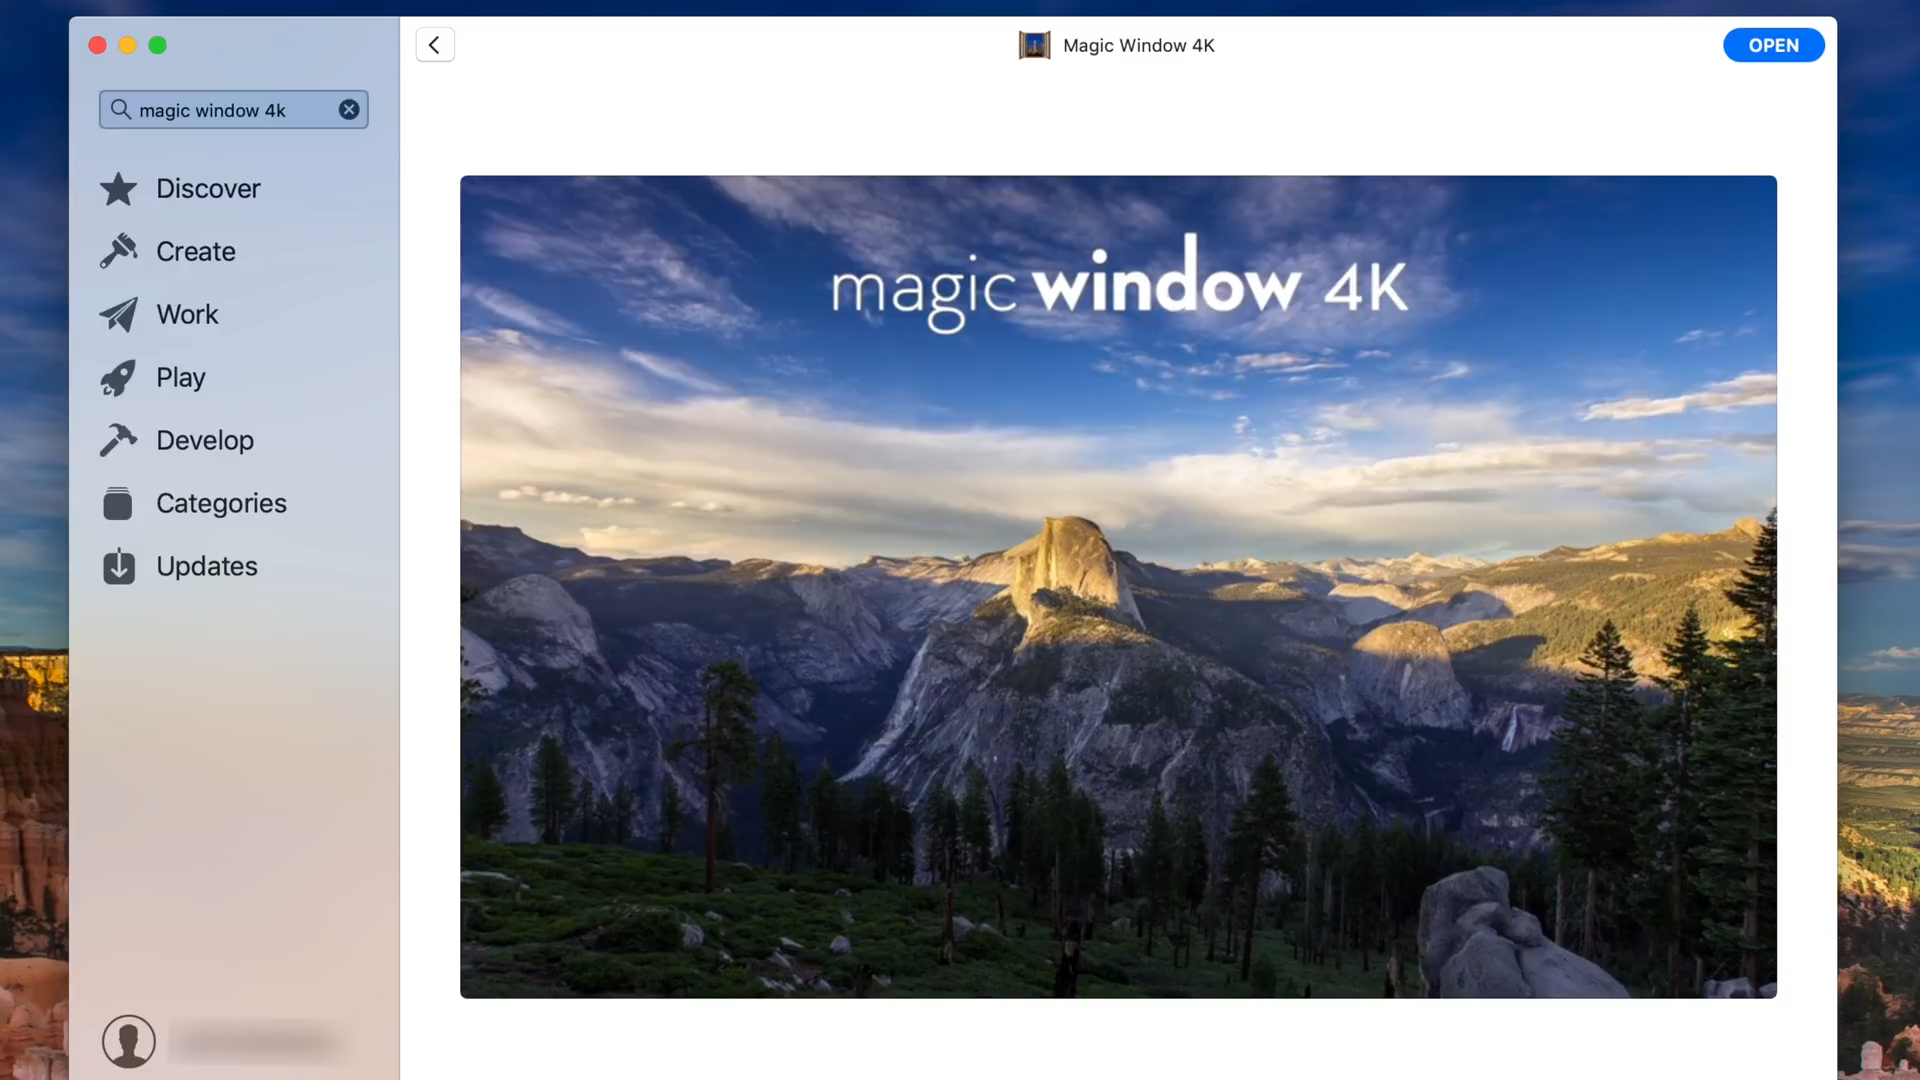 Magic Window 4K
OPEN
magic window 4k
Discover
Create
Work
Play
Develop
Categories
Updates
magic window 4K